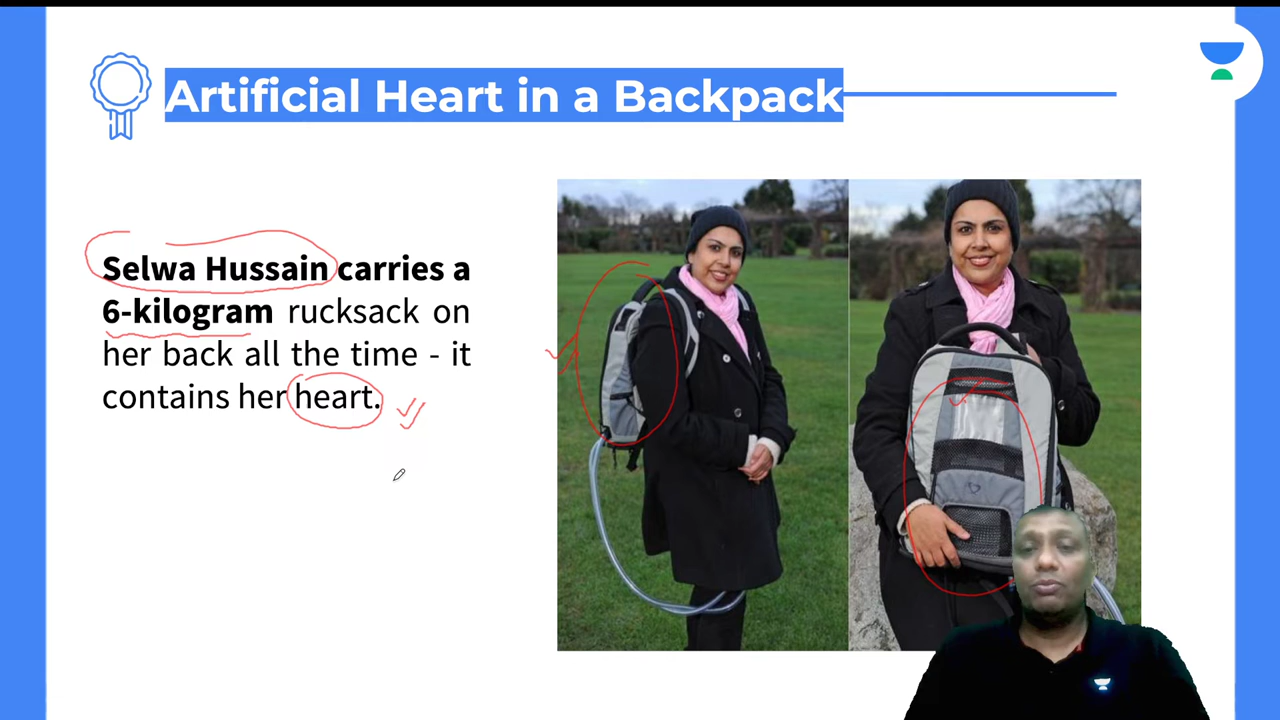 Artificial Heart in a Backpack
Selwa Hussain carries a
6-kilogram rucksack on
her back all the time - it
contains her heart.